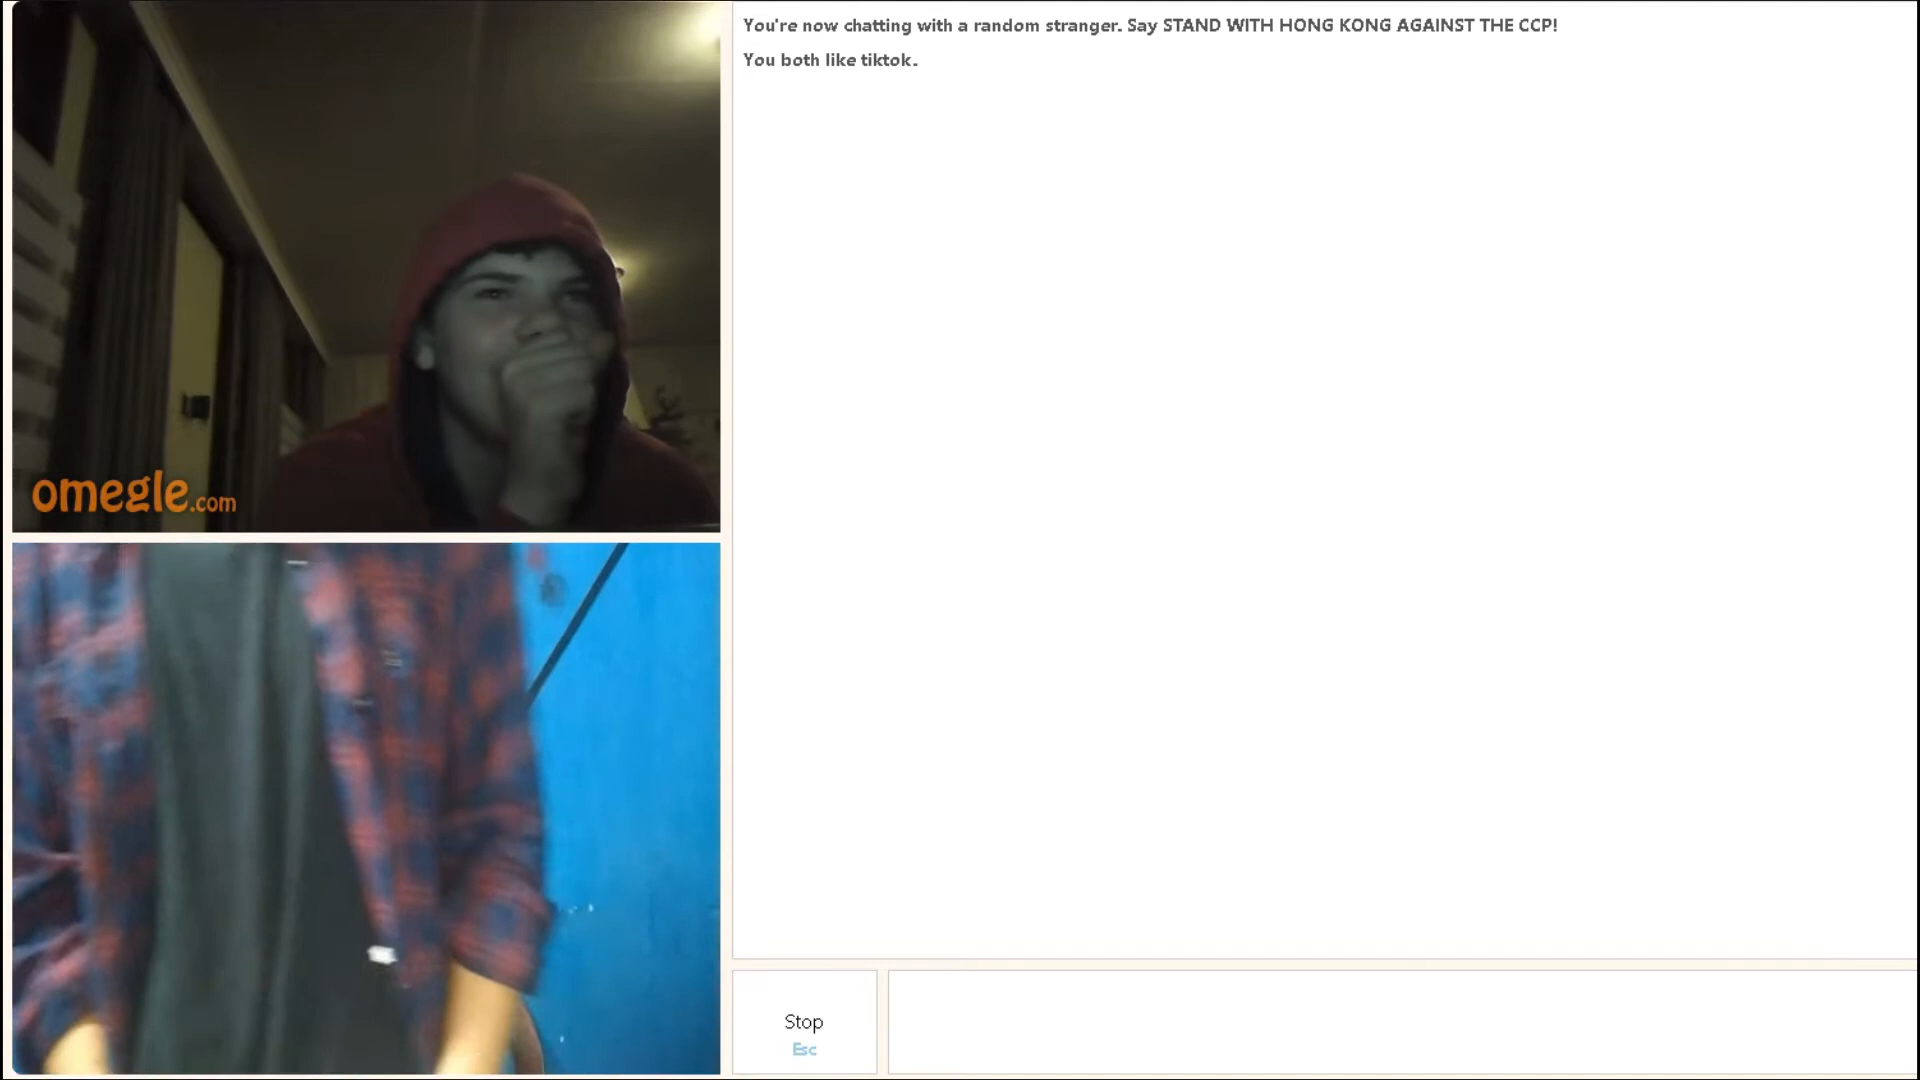 You're now chatting with a random stranger. Say STAND WITH HONG KONG AGAINST THE CCP!
You both like tiktok.
omegle.com
Stop
Esc